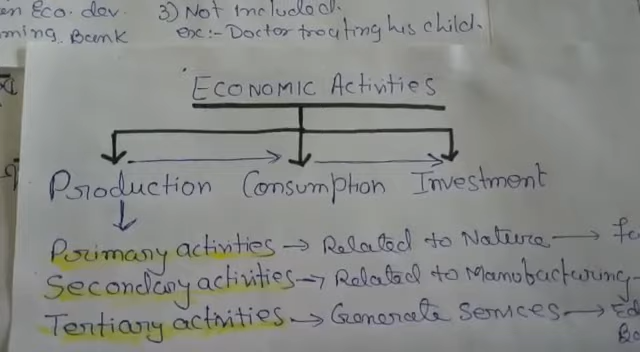 en Eco. dev. 3) Not Included.
ming. Bank ex:- Doctor treating his child.
ECONOMIC Activities
Production Consumption Investment
Primary activities → Related to Nature →
Secondary activities → Related to Manufacturing -
Tertiary activities → Generate Services → Ed